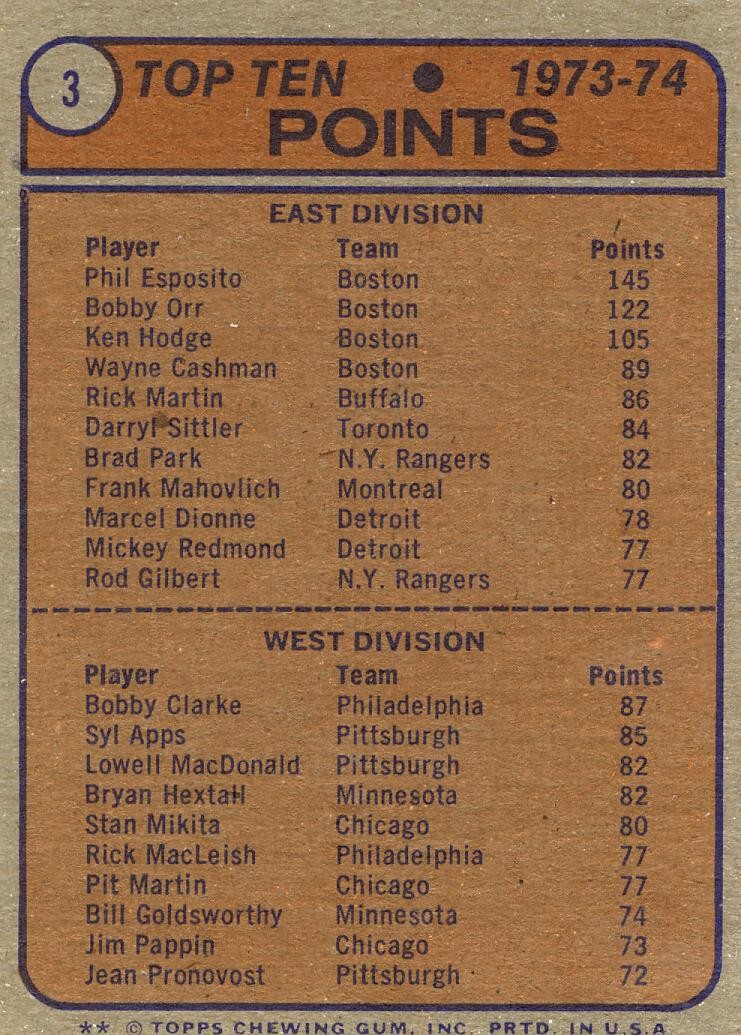 3 TOP TEN ● 1973-74
POINTS
EAST DIVISION
Player Team Points
Phil Esposito Boston 145
Bobby Orr Boston 122
Ken Hodge Boston 105
Wayne Cashman Boston 89
Rick Martin Buffalo 86
Darryl Sittler Toronto 84
Brad Park N.Y. Rangers 82
Frank Mahovlich Montreal 80
Marcel Dionne Detroit 78
Mickey Redmond Detroit 77
Rod Gilbert N.Y. Rangers 77
WEST DIVISION
Player Team Points
Bobby Clarke Philadelphia 87
Syl Apps Pittsburgh 85
Lowell MacDonald Pittsburgh 82
Bryan Hextall Minnesota 82
Stan Mikita Chicago 80
Rick MacLeish Philadelphia 77
Pit Martin Chicago 77
Bill Goldsworthy Minnesota 74
Jim Pappin Chicago 73
Jean Pronovost Pittsburgh 72
** © TOPPS CHEWING GUM, INC. PRTD. IN U.S.A.